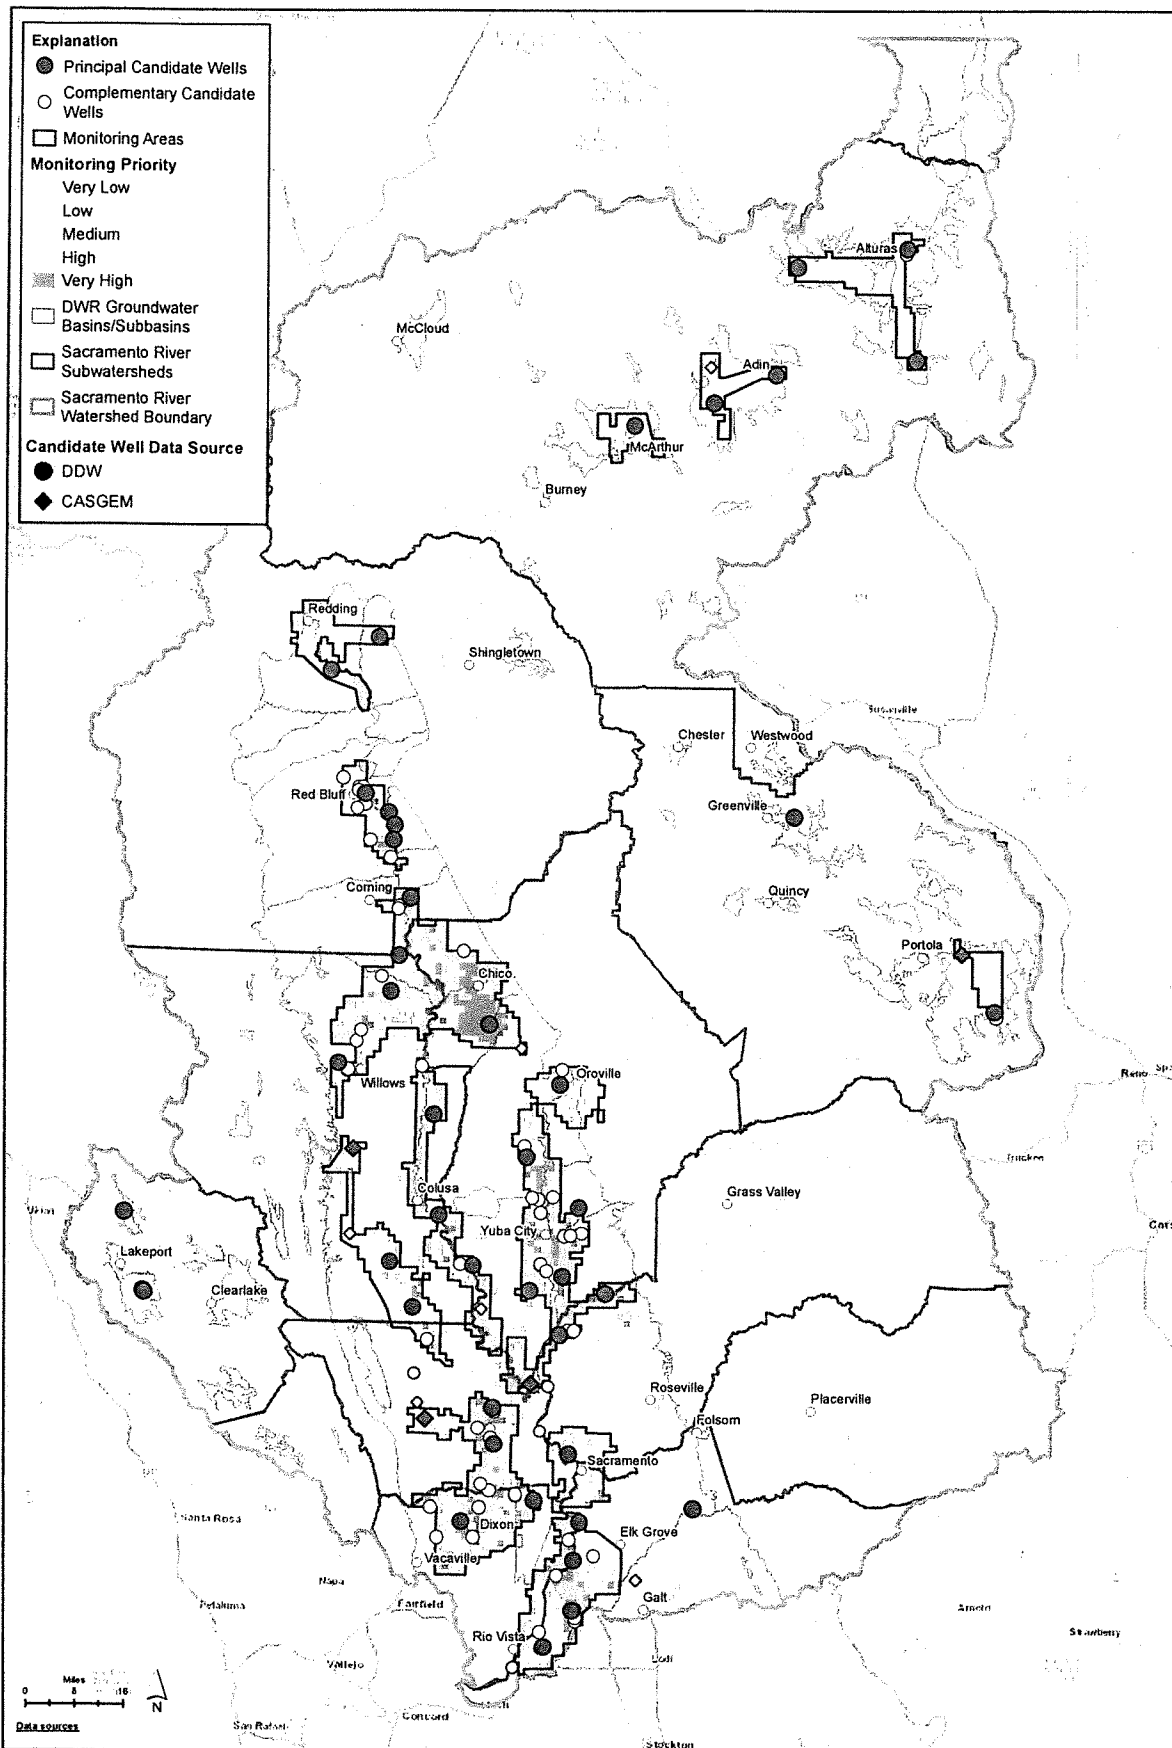 Explanation
Principal Candidate Wells
Complementary Candidate
Wells
Monitoring Areas
Monitoring Priority
Very Low
Low
Medium
High
Very High
DWR Groundwater
Basins/Subbasins
Sacramento River
Subwatersheds
Sacramento River
Watershed Boundary
Candidate Well Data Source
DDW
CASGEM
Alturas
McCloud
Adin
McArthur
Burney
Redding
Shingletown
Susanville
Chester
Westwood
Red Bluff
Greenville
Corning
Quincy
Portola
Chico
Willows
Oroville
Reno
Truckee
Colusa
Grass Valley
Ukiah
Yuba City
Lakeport
Clearlake
Roseville
Placerville
Folsom
Sacramento
Santa Rosa
Dixon
Elk Grove
Vacaville
Napa
Galt
Petaluma
Fairfield
Arnold
Rio Vista
Strawberry
Lodi
Vallejo
Miles
0 8 16
N
Concord
Data sources
San Rafael
Stockton